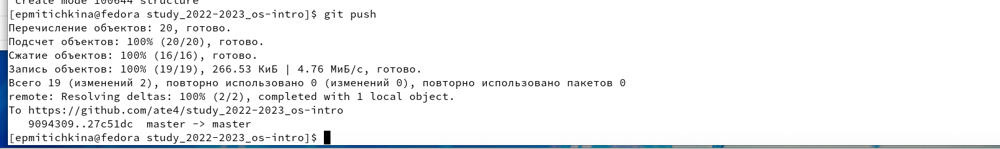 create mode 100644 structure
[epmitichkina@fedora study_2022-2023_os-intro]$ git push
Перечисление объектов: 20, готово.
Подсчет объектов: 100% (20/20), готово.
Сжатие объектов: 100% (16/16), готово.
Запись объектов: 100% (19/19), 266.53 КиБ | 4.76 МиБ/с, готово.
Всего 19 (изменений 2), повторно использовано 0 (изменений 0), повторно использовано пакетов 0
remote: Resolving deltas: 100% (2/2), completed with 1 local object.
To https://github.com/ate4/study_2022-2023_os-intro
   9094309..27c51dc  master -> master
[epmitichkina@fedora study_2022-2023_os-intro]$